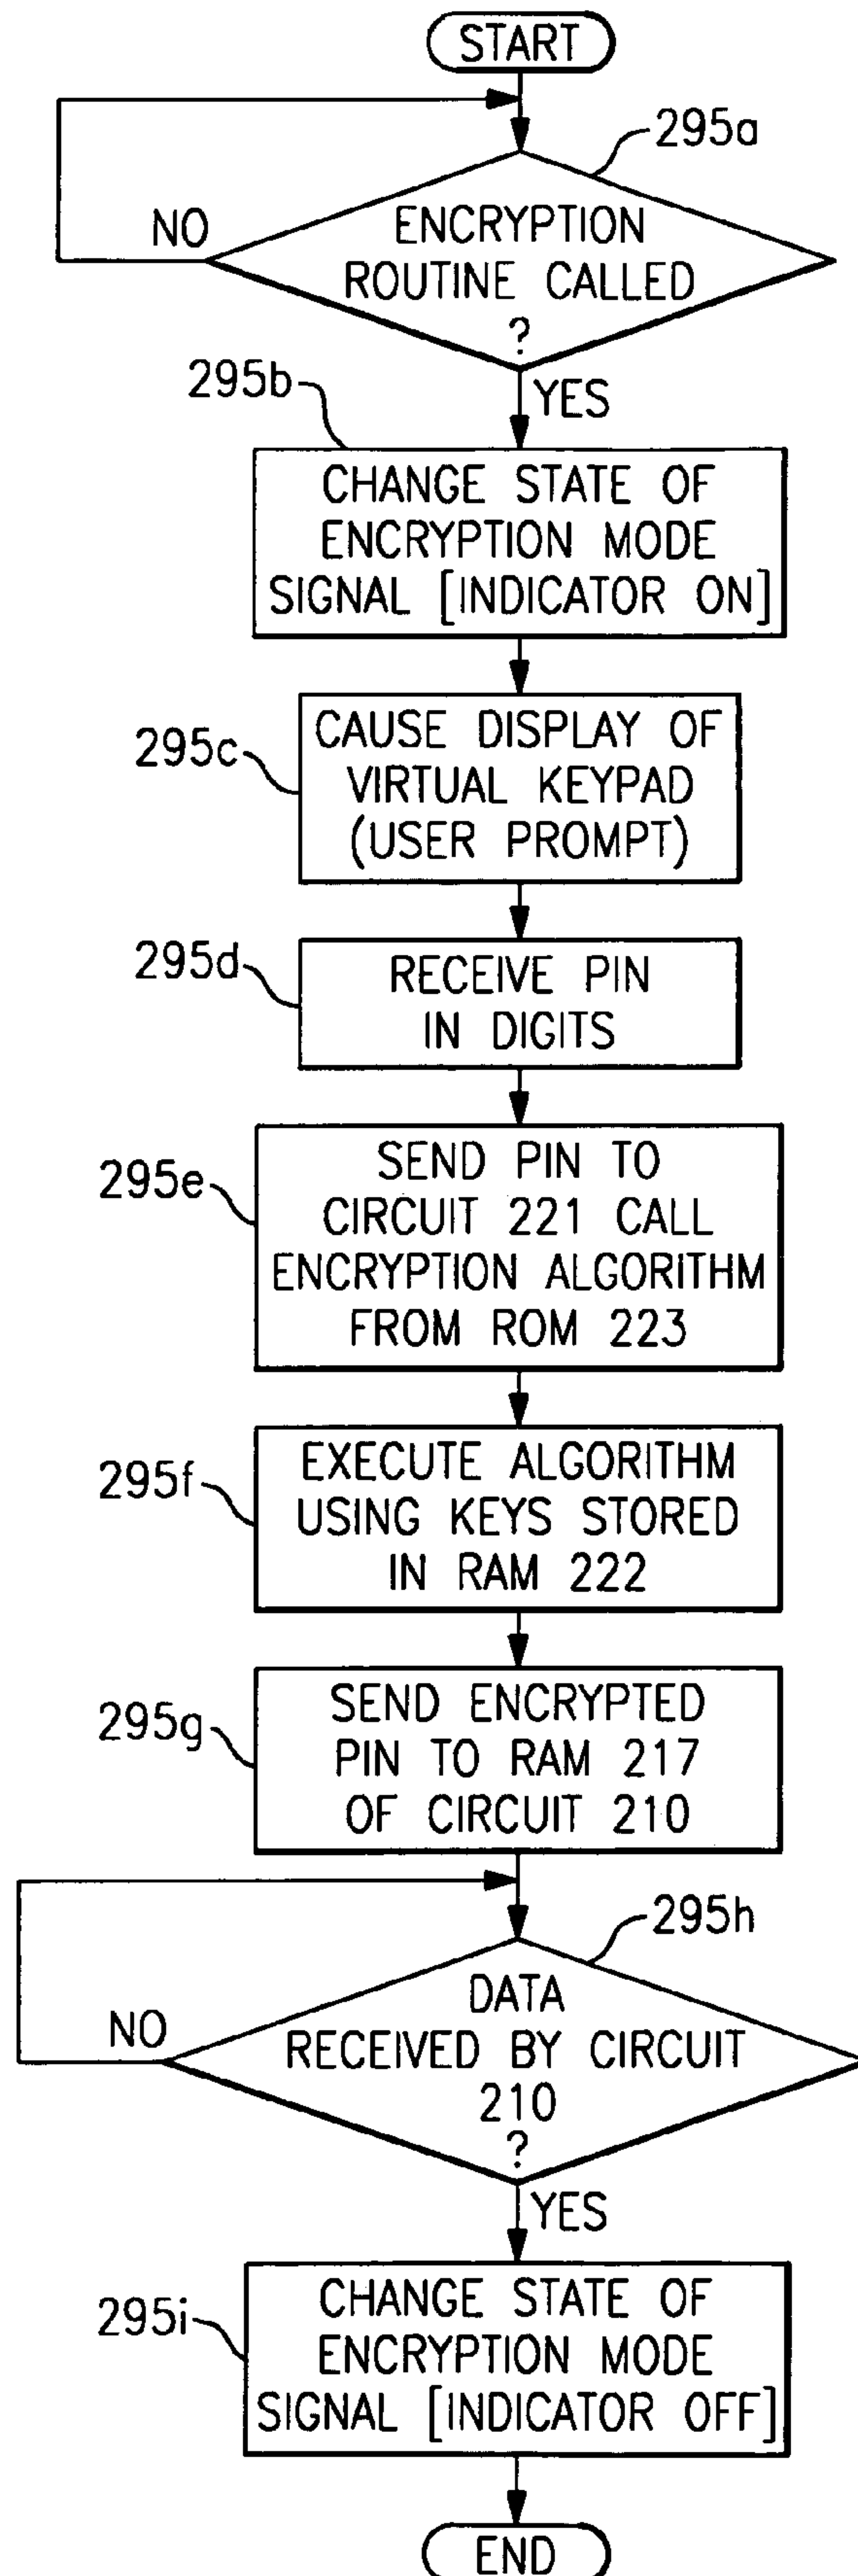 START
295a
ENCRYPTION
ROUTINE CALLED
?
NO
YES
295b
CHANGE STATE OF
ENCRYPTION MODE
SIGNAL [INDICATOR ON]
295c
CAUSE DISPLAY OF
VIRTUAL KEYPAD
(USER PROMPT)
295d
RECEIVE PIN
IN DIGITS
295e
SEND PIN TO
CIRCUIT 221 CALL
ENCRYPTION ALGORITHM
FROM ROM 223
295f
EXECUTE ALGORITHM
USING KEYS STORED
IN RAM 222
295g
SEND ENCRYPTED
PIN TO RAM 217
OF CIRCUIT 210
295h
DATA
RECEIVED BY CIRCUIT
210
?
NO
YES
295i
CHANGE STATE OF
ENCRYPTION MODE
SIGNAL [INDICATOR OFF]
END